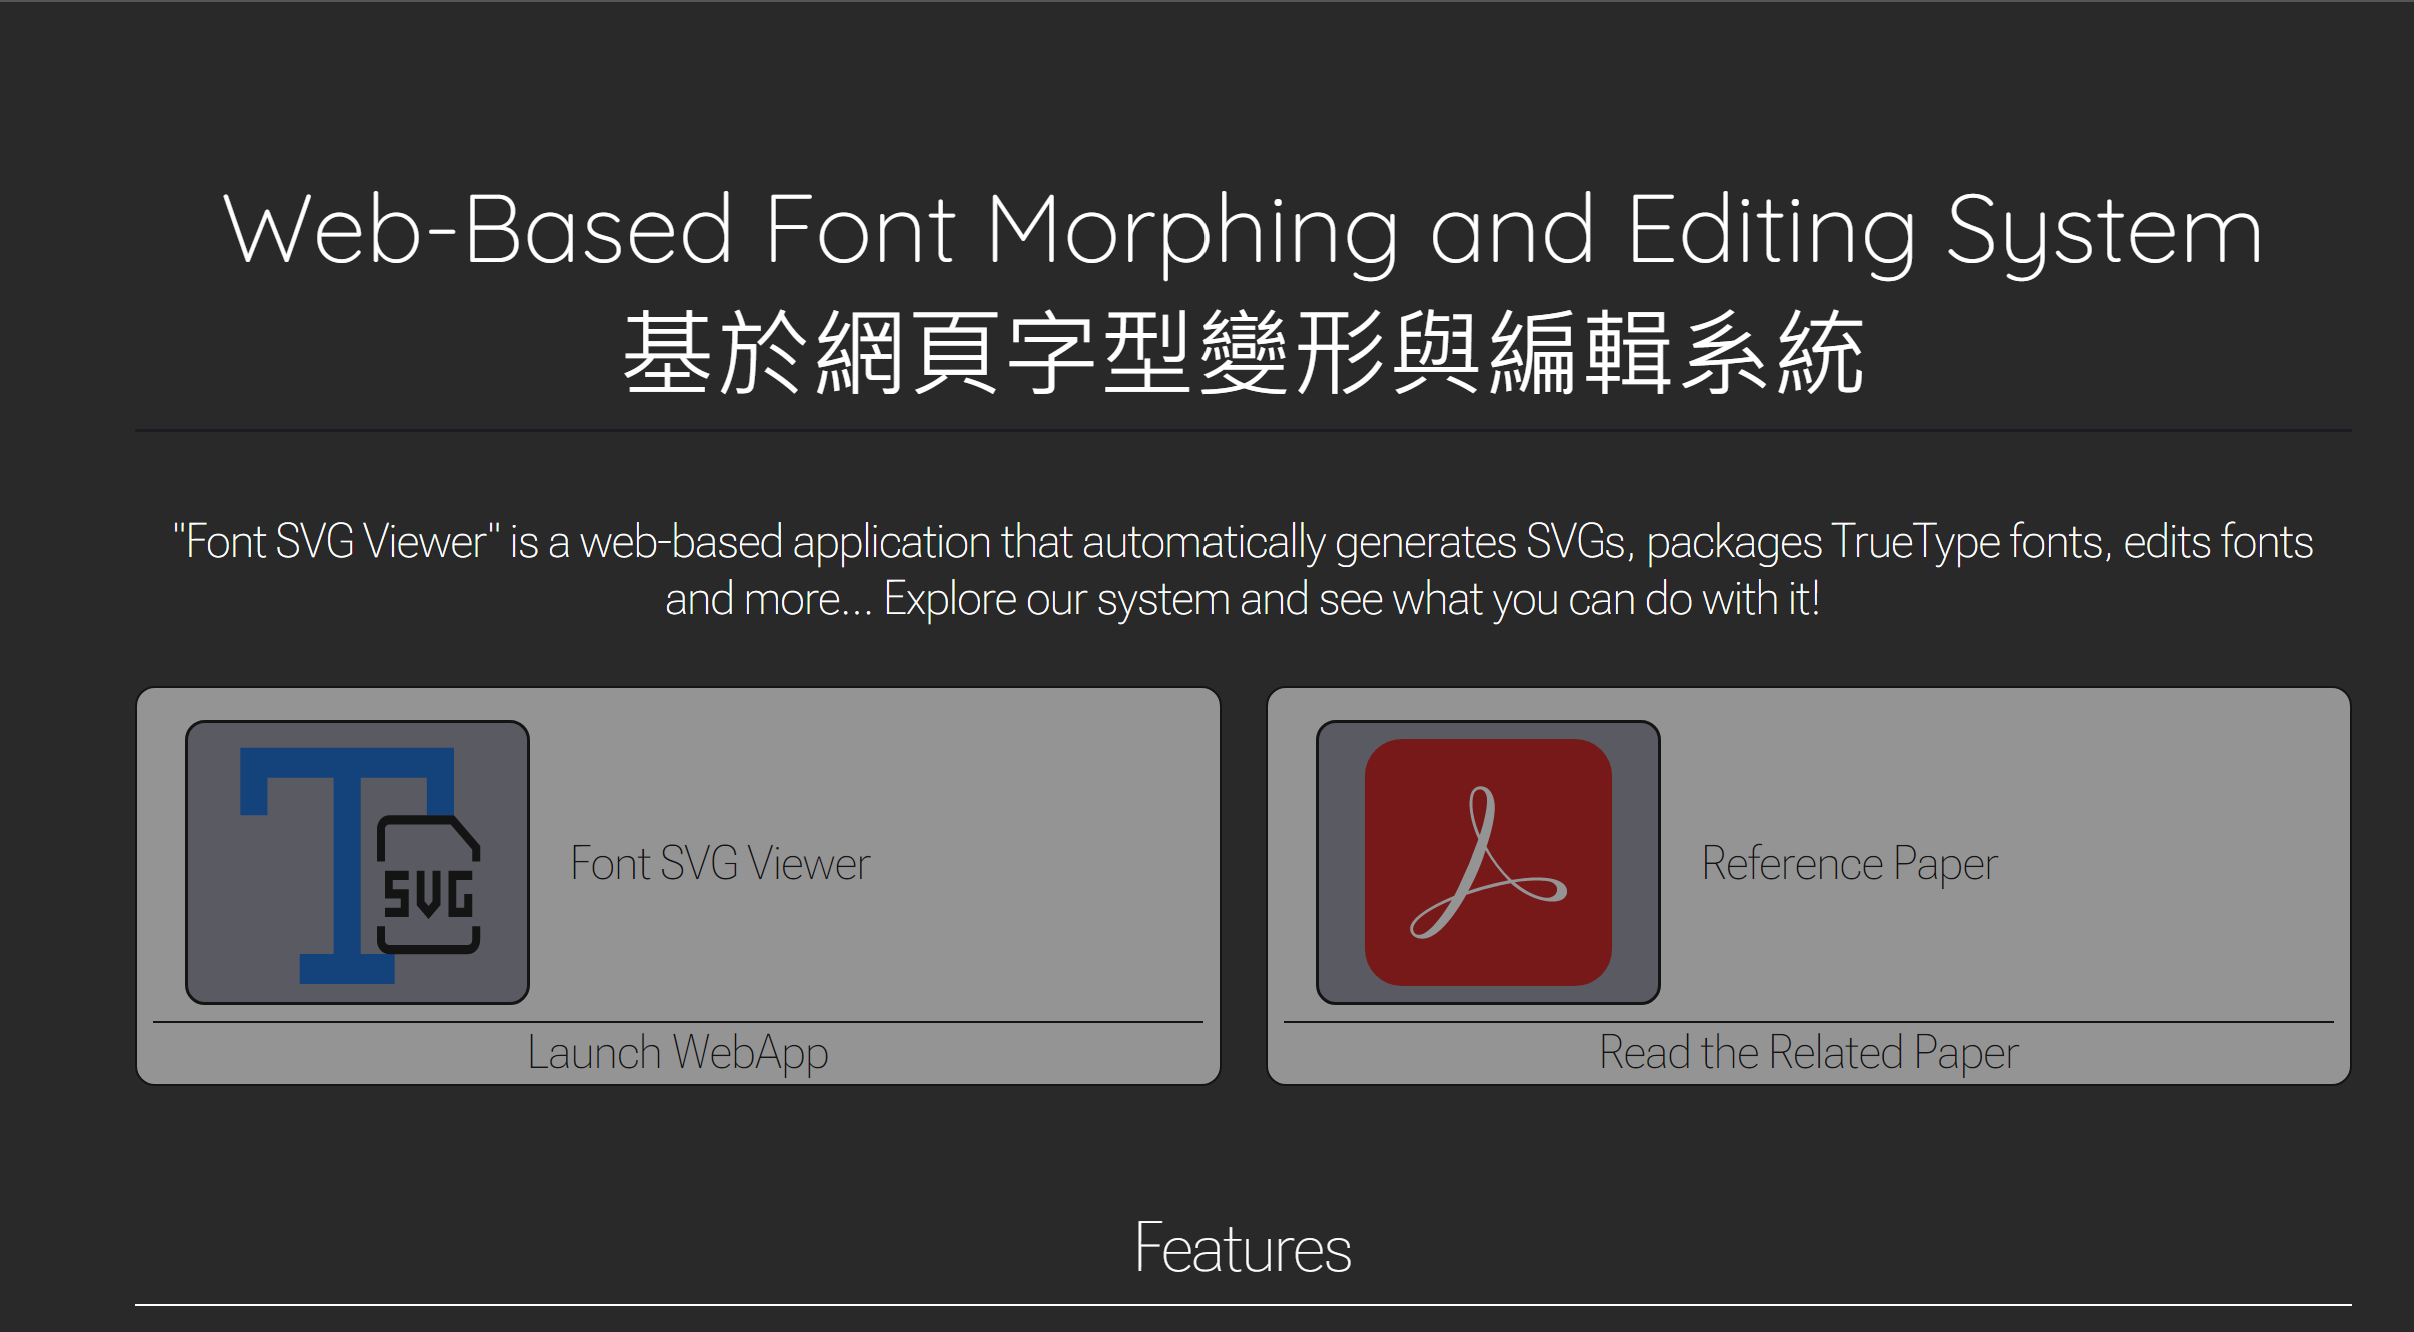 Web-Based Font Morphing and Editing System
基於網頁字型變形與編輯系統
"Font SVG Viewer" is a web-based application that automatically generates SVGs, packages TrueType fonts, edits fonts
and more... Explore our system and see what you can do with it!
SVG
Font SVG Viewer
Launch WebApp
Reference Paper
Read the Related Paper
Features